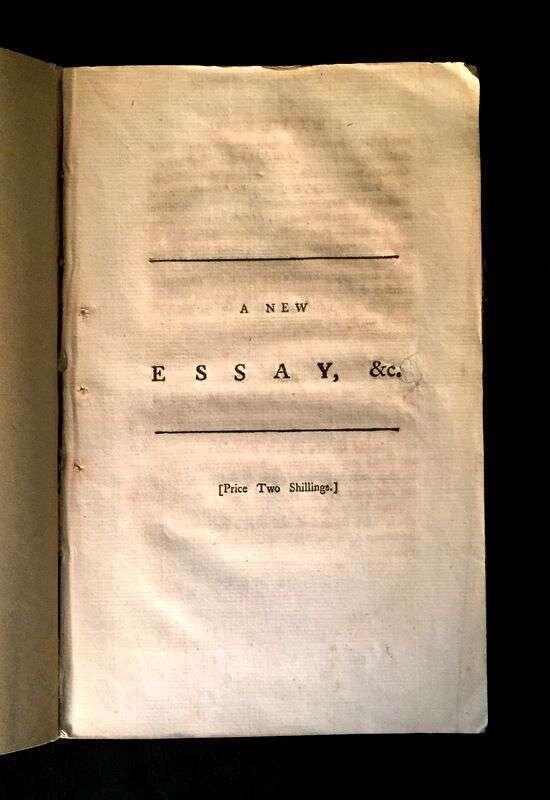 A NEW
ESSAY, &c.
[Price Two Shillings.]